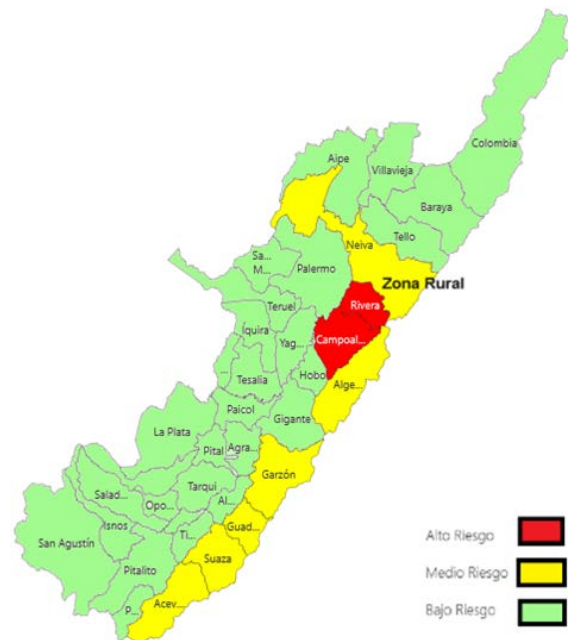 Colombia
Aipe
Villavieja
Baraya
Tello
Neiva
Sa...
M...
Palermo
Zona Rural
Teruel
Rivera
Íquira
Yag...
Campoal...
...
Tesalia
Hobo
Alge...
Paicol
Gigante
La Plata
Pital
Agra...
Garzón
Salad...
Tarqui
Opo...
Al...
Isnos
Guad...
San Agustín
Ti...
Suaza
Pitalito
P...
Acev...
Alto Riesgo
Medio Riesgo
Bajo Riesgo